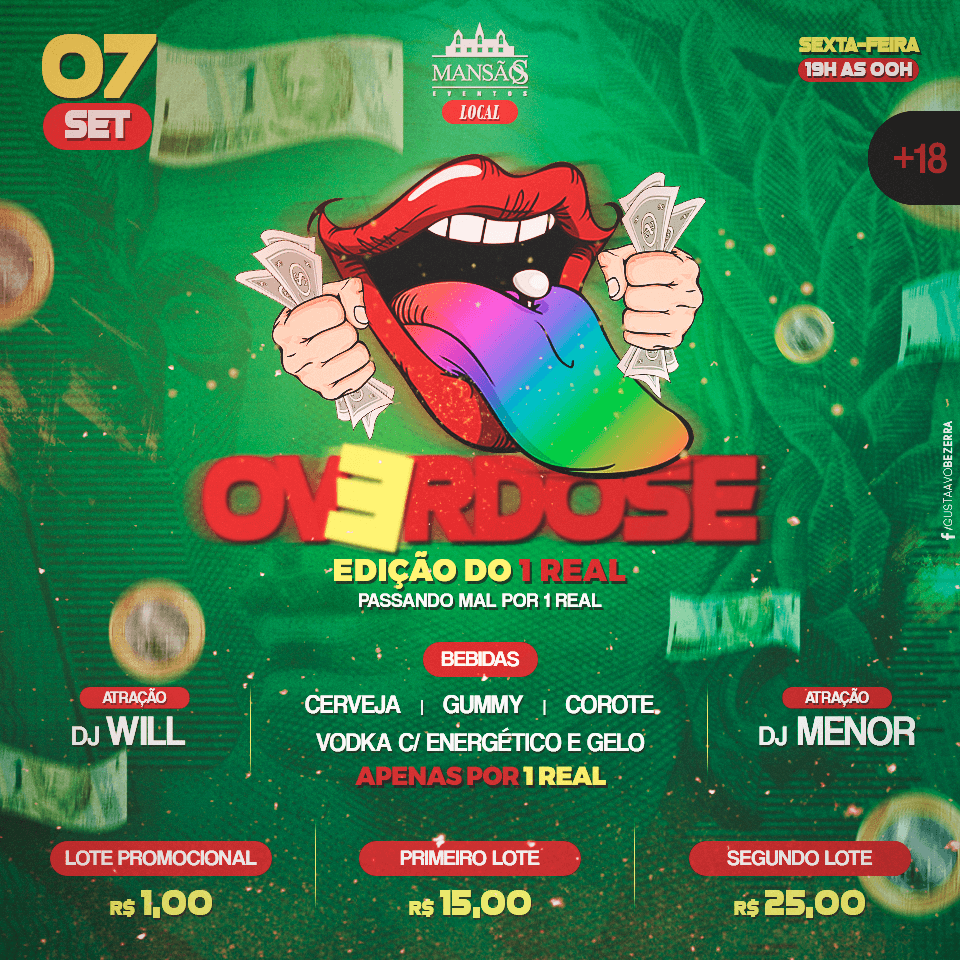 07
SET
MANSÃOS
EVENTOS
LOCAL
SEXTA-FEIRA
19H AS 00H
+18
OVERDOSE
EDIÇÃO DO 1 REAL
PASSANDO MAL POR 1 REAL
BEBIDAS
CERVEJA | GUMMY | COROTE
VODKA C/ ENERGÉTICO E GELO
APENAS POR 1 REAL
ATRAÇÃO
DJ WILL
ATRAÇÃO
DJ MENOR
LOTE PROMOCIONAL
R$ 1,00
PRIMEIRO LOTE
R$ 15,00
SEGUNDO LOTE
R$ 25,00
f/GUSTAAVOBEZERRA